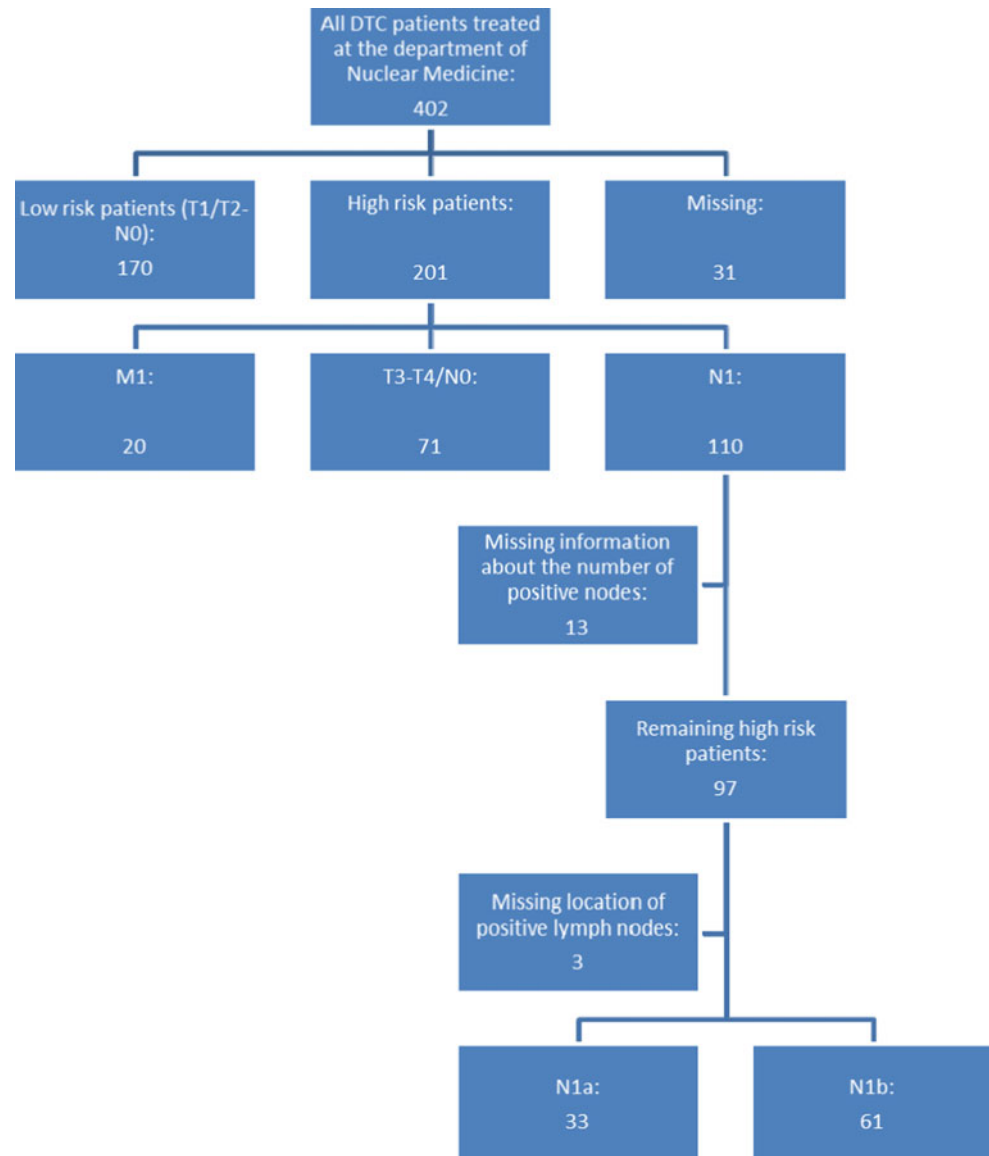 All DTC patients treated
at the department of
Nuclear Medicine:
402
Low risk patients (T1/T2-
N0):
170
High risk patients:
201
Missing:
31
M1:
20
T3-T4/N0:
71
N1:
110
Missing information
about the number of
positive nodes:
13
Remaining high risk
patients:
97
Missing location of
positive lymph nodes:
3
N1a:
33
N1b:
61